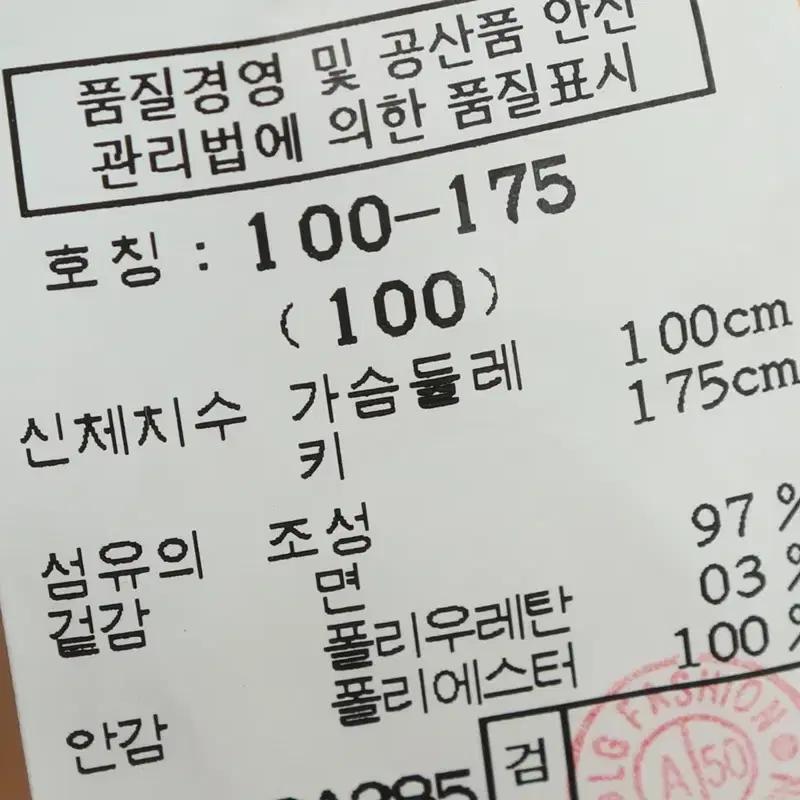 품질경영 및 공산품 안전
관리법에 의한 품질표시
호칭 : 100-175
(100)
신체치수 가슴둘레 100cm
키 175cm
섬유의 조성
겉감 면 97 %
폴리우레탄 03 %
안감 폴리에스터 100 %
검
LG FASHION
A/50